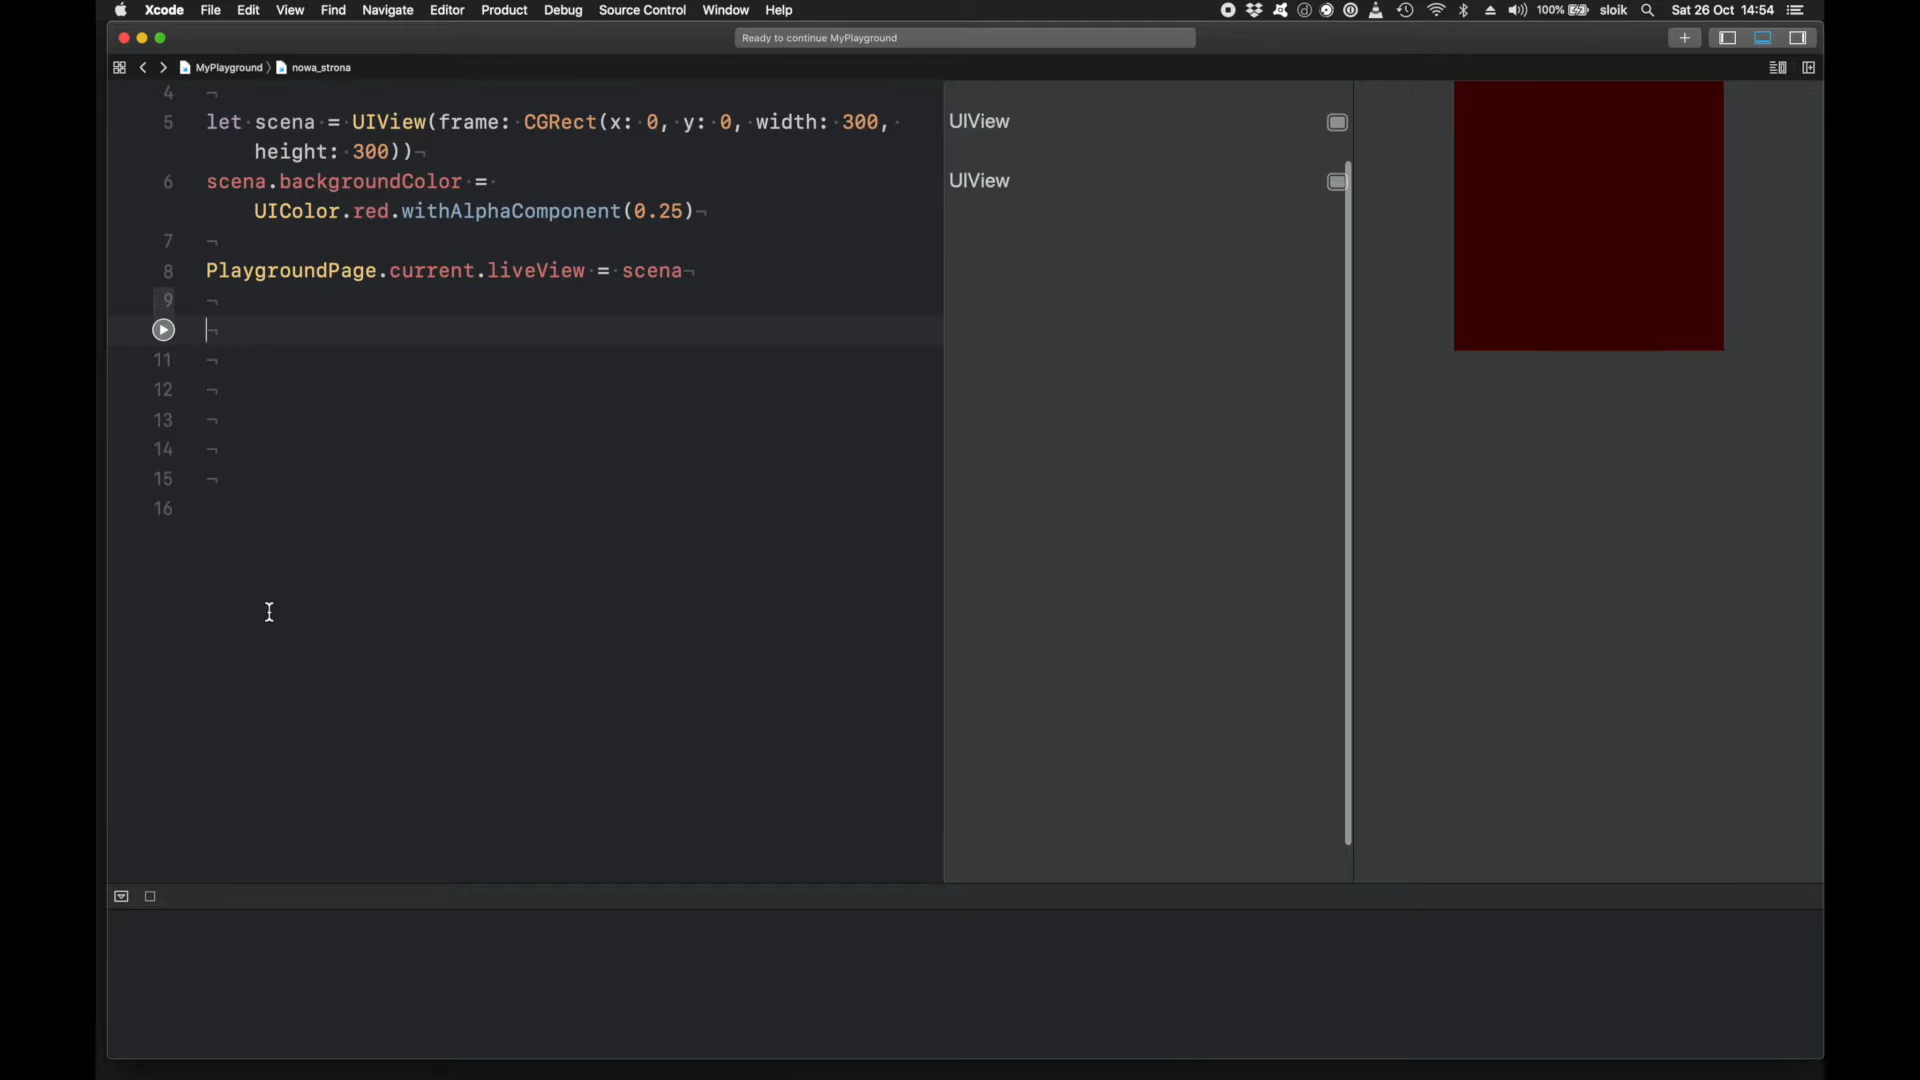 Xcode File Edit View Find Navigate Editor Product Debug Source Control Window Help 100% sloik Sat 26 Oct 14:54
Ready to continue MyPlayground
MyPlayground nowa_strona
4
5 let scena = UIView(frame: CGRect(x: 0, y: 0, width: 300,
height: 300))
6 scena.backgroundColor =
UIColor.red.withAlphaComponent(0.25)
7
8 PlaygroundPage.current.liveView = scena
9
11
12
13
14
15
16
UIView
UIView